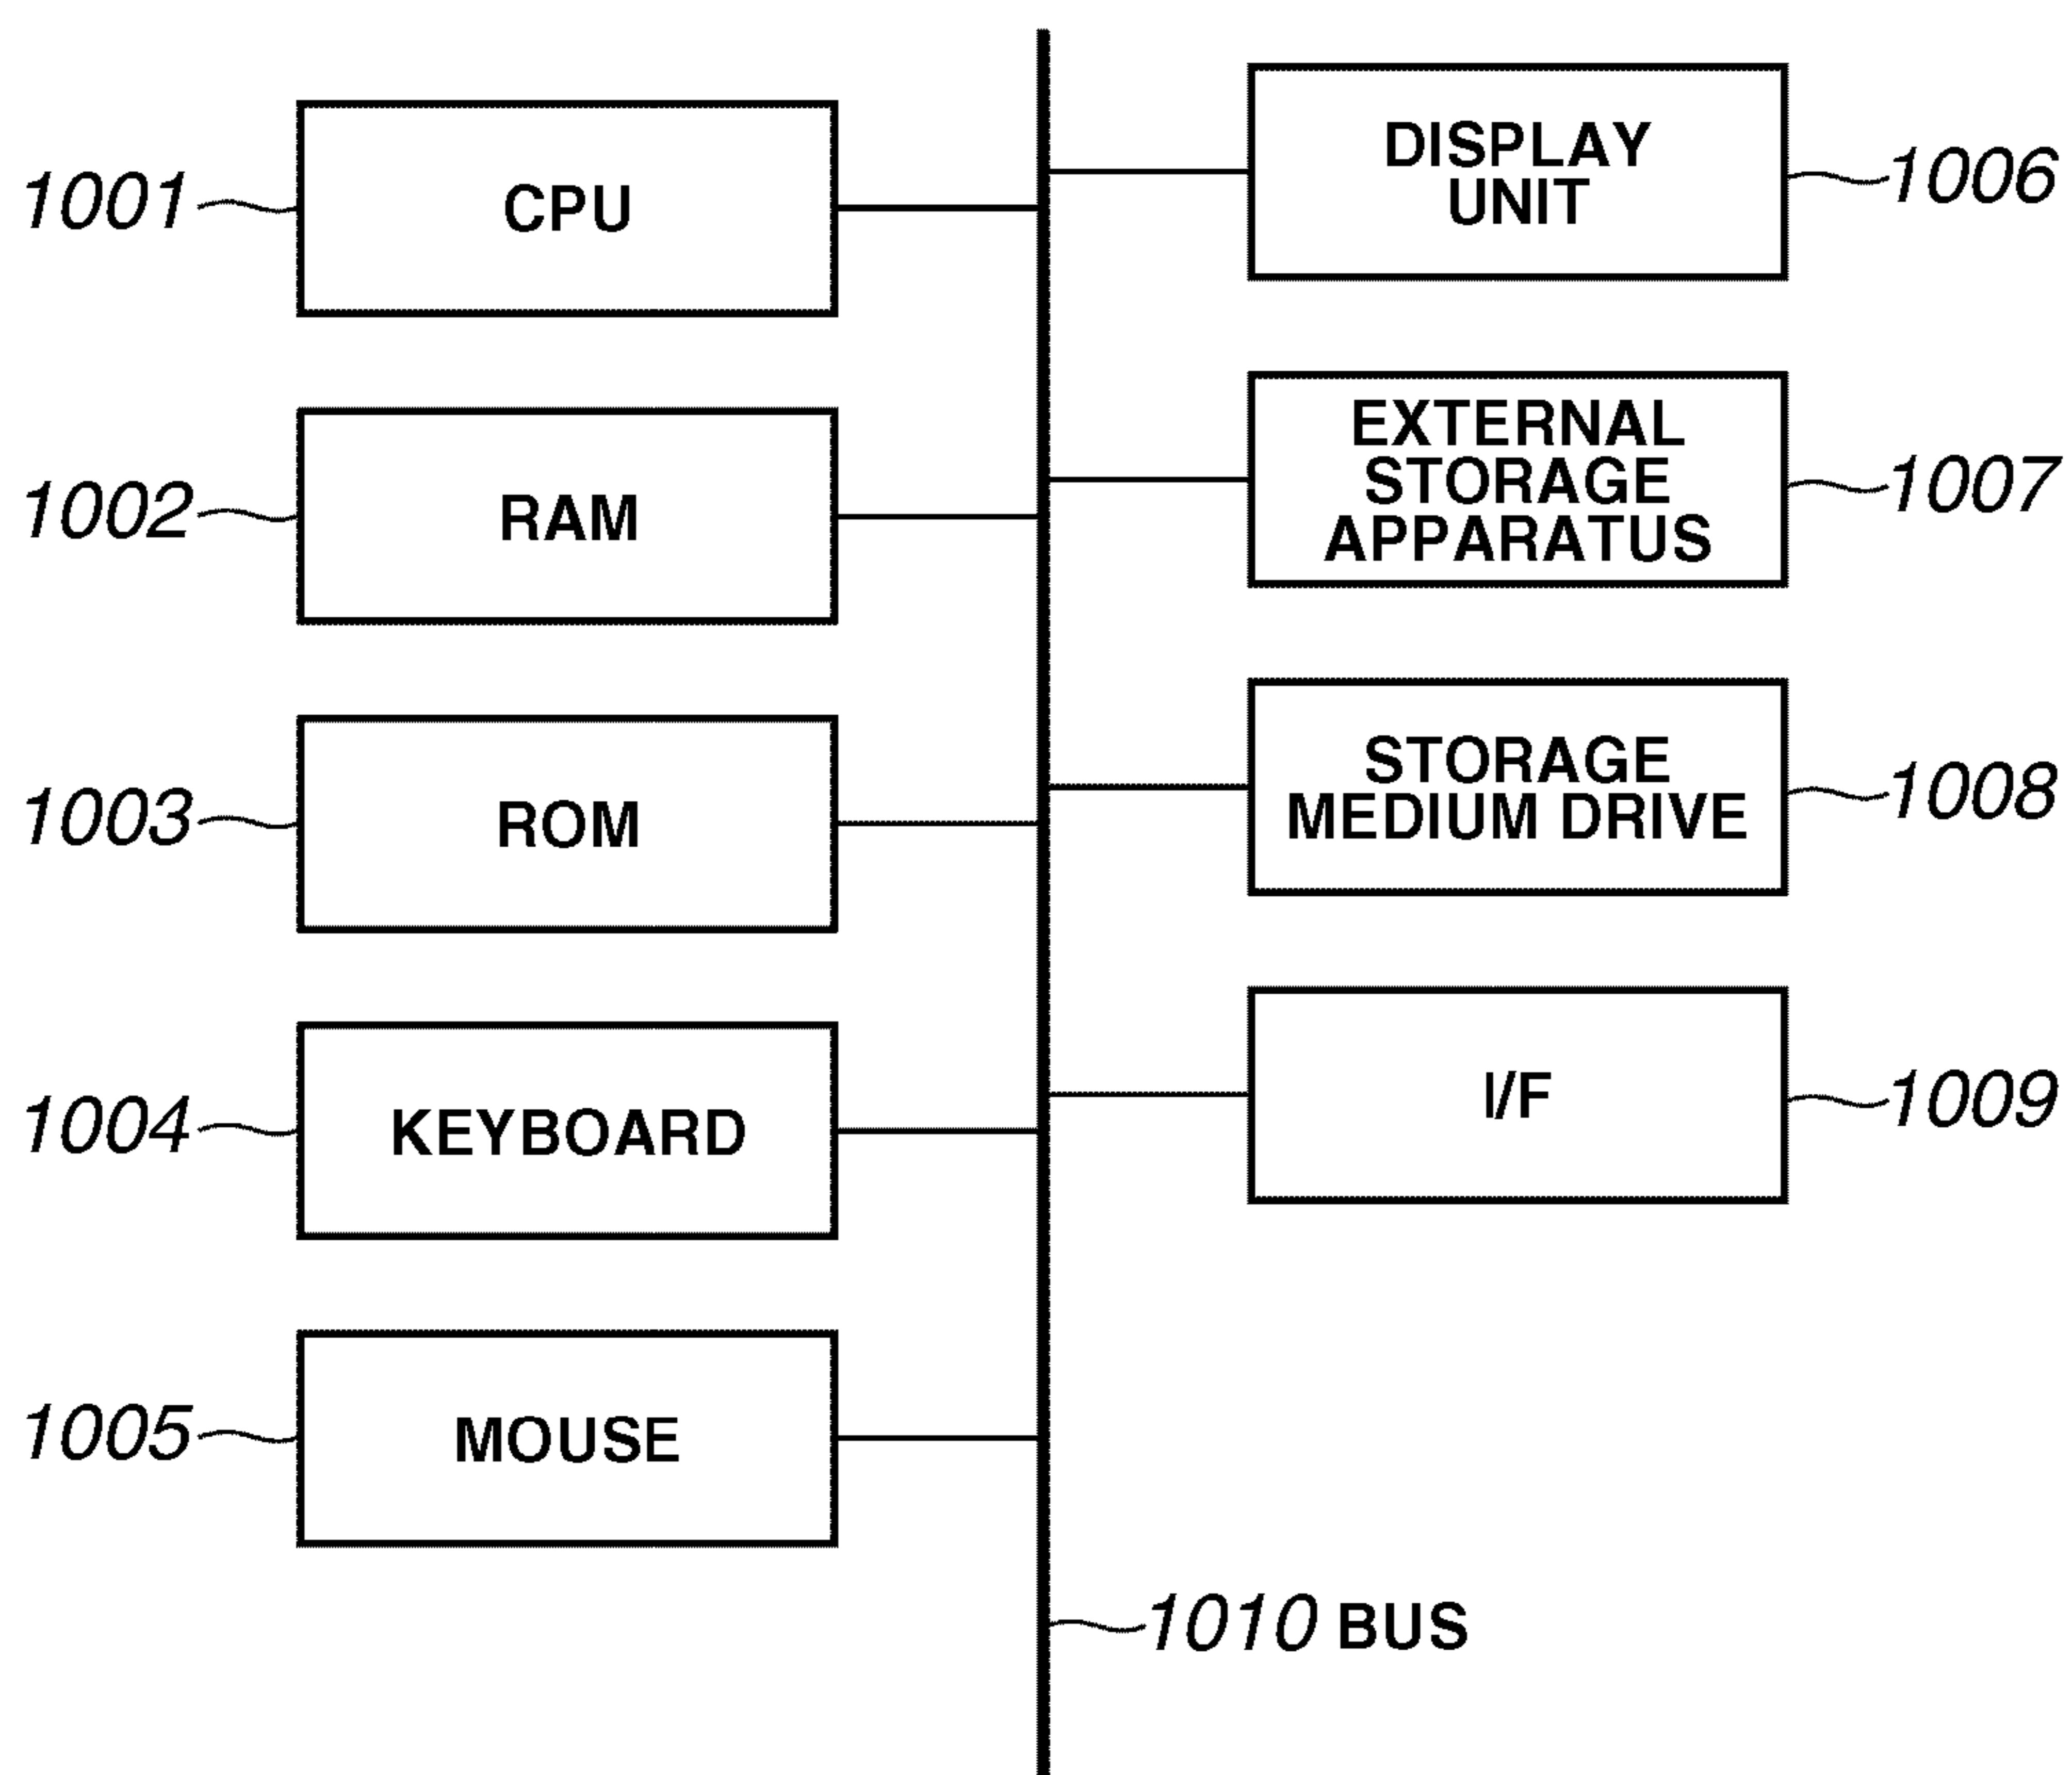 1001
CPU
1002
RAM
1003
ROM
1004
KEYBOARD
1005
MOUSE
DISPLAY
UNIT
1006
EXTERNAL
STORAGE
APPARATUS
1007
STORAGE
MEDIUM DRIVE
1008
I/F
1009
1010 BUS